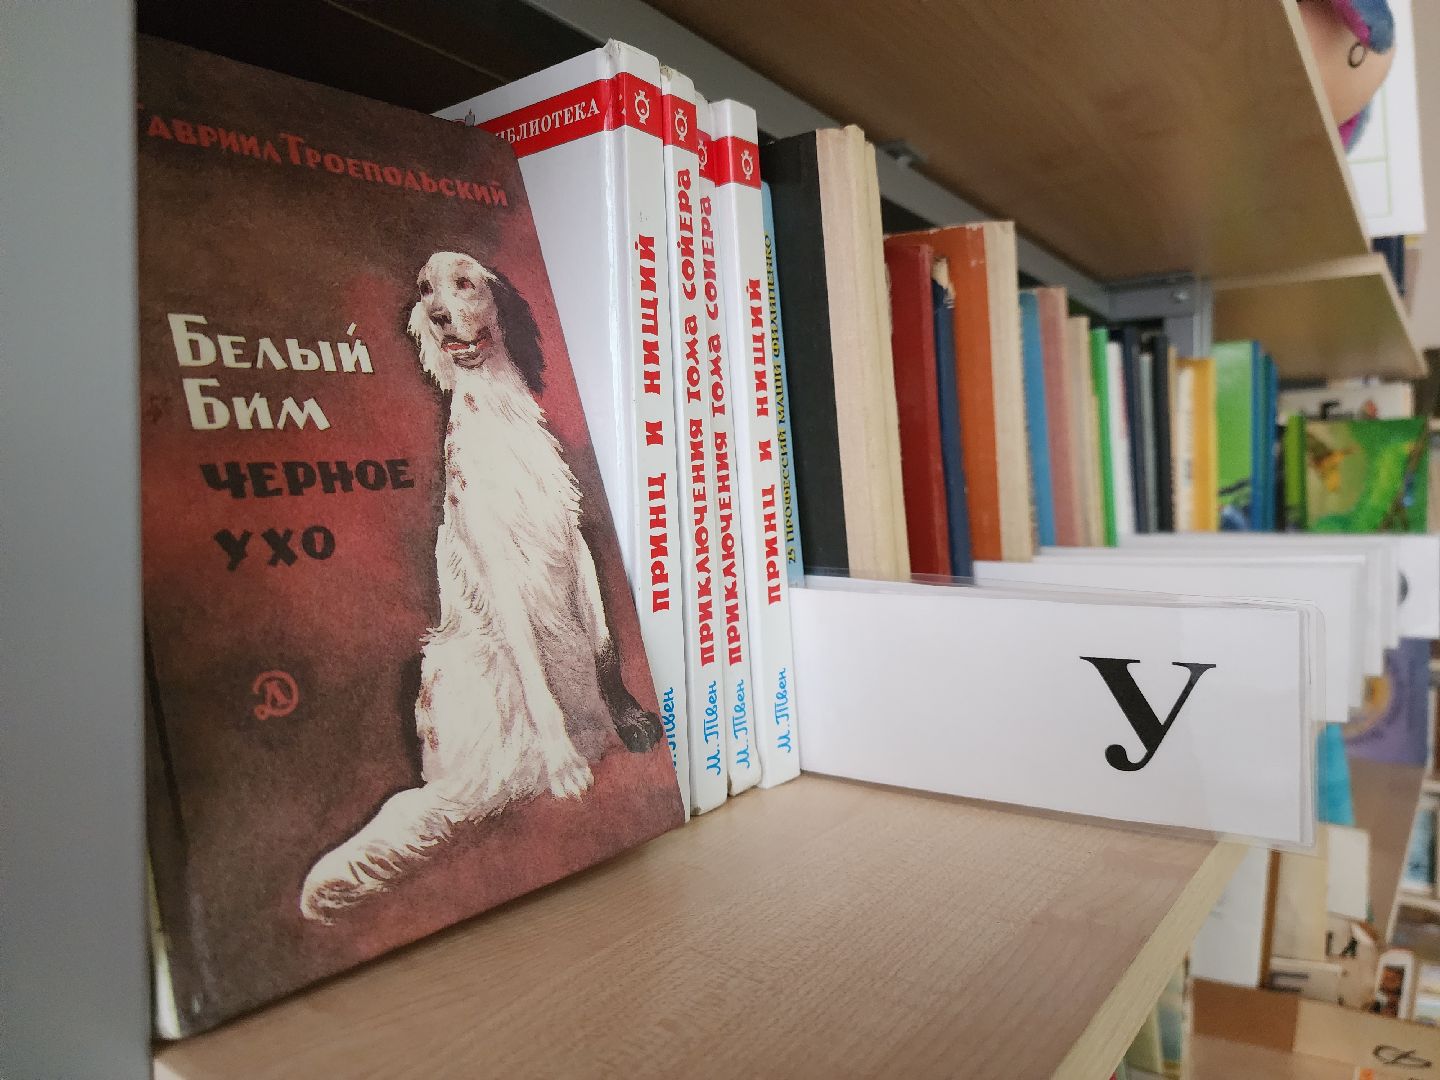 Гавриил Троепольский
Белый
Бим
черное
ухо
БИБЛИОТЕКА
ПРИНЦ И НИЩИЙ
М. Твен
ПРИКЛЮЧЕНИЯ ТОМА СОЙЕРА
М. Твен
ПРИКЛЮЧЕНИЯ ТОМА СОЙЕРА
М. Твен
ПРИНЦ И НИЩИЙ
М. Твен
25 ПРОФЕССИЙ МАШИ ФИЛИПЕНКО
У
Ф